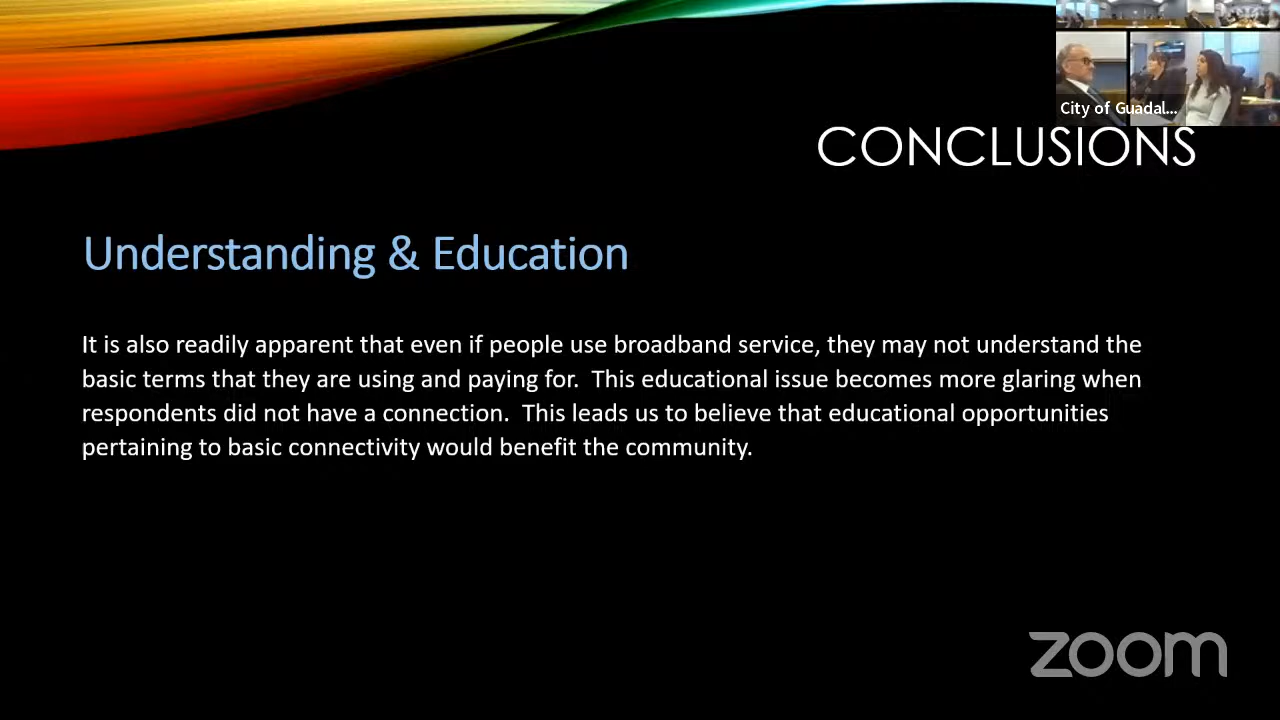 City of Guadal...
CONCLUSIONS
Understanding & Education
It is also readily apparent that even if people use broadband service, they may not understand the
basic terms that they are using and paying for.  This educational issue becomes more glaring when
respondents did not have a connection.  This leads us to believe that educational opportunities
pertaining to basic connectivity would benefit the community.
zoom